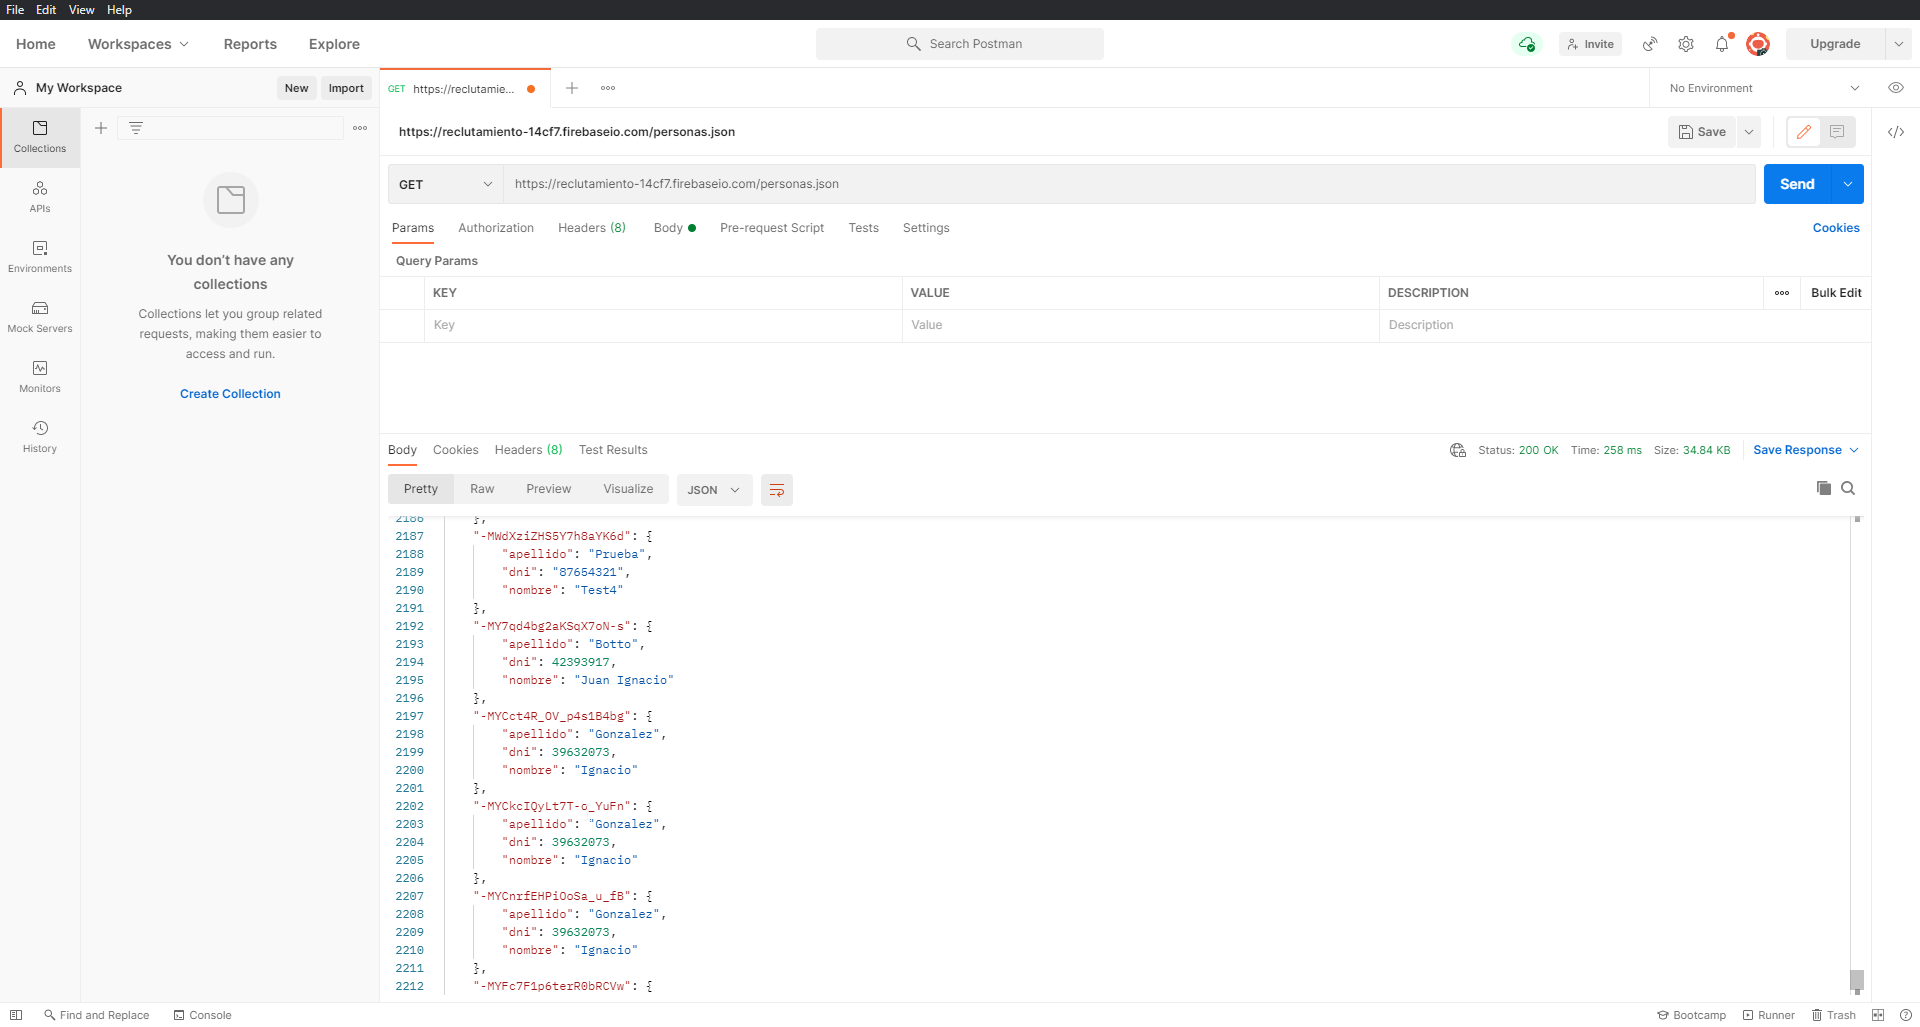 File Edit View Help
Home Workspaces Reports Explore Search Postman Invite Upgrade
My Workspace New Import GET https://reclutamie... No Environment
Collections
APIs
Environments
Mock Servers
Monitors
History
You don't have any
collections
Collections let you group related
requests, making them easier to
access and run.
Create Collection
https://reclutamiento-14cf7.firebaseio.com/personas.json Save
GET https://reclutamiento-14cf7.firebaseio.com/personas.json Send
Params Authorization Headers (8) Body Pre-request Script Tests Settings Cookies
Query Params
KEY VALUE DESCRIPTION Bulk Edit
Key Value Description
Body Cookies Headers (8) Test Results Status: 200 OK Time: 258 ms Size: 34.84 KB Save Response
Pretty Raw Preview Visualize JSON
2186 },
2187 "-MWdXziZHS5Y7h8aYK6d": {
2188 "apellido": "Prueba",
2189 "dni": "87654321",
2190 "nombre": "Test4"
2191 },
2192 "-MY7qd4bg2aKSqX7oN-s": {
2193 "apellido": "Botto",
2194 "dni": 42393917,
2195 "nombre": "Juan Ignacio"
2196 },
2197 "-MYCct4R_OV_p4s1B4bg": {
2198 "apellido": "Gonzalez",
2199 "dni": 39632073,
2200 "nombre": "Ignacio"
2201 },
2202 "-MYCkcIQyLt7T-o_YuFn": {
2203 "apellido": "Gonzalez",
2204 "dni": 39632073,
2205 "nombre": "Ignacio"
2206 },
2207 "-MYCnrfEHPiOoSa_u_fB": {
2208 "apellido": "Gonzalez",
2209 "dni": 39632073,
2210 "nombre": "Ignacio"
2211 },
2212 "-MYFc7F1p6terR0bRCVw": {
Find and Replace Console Bootcamp Runner Trash